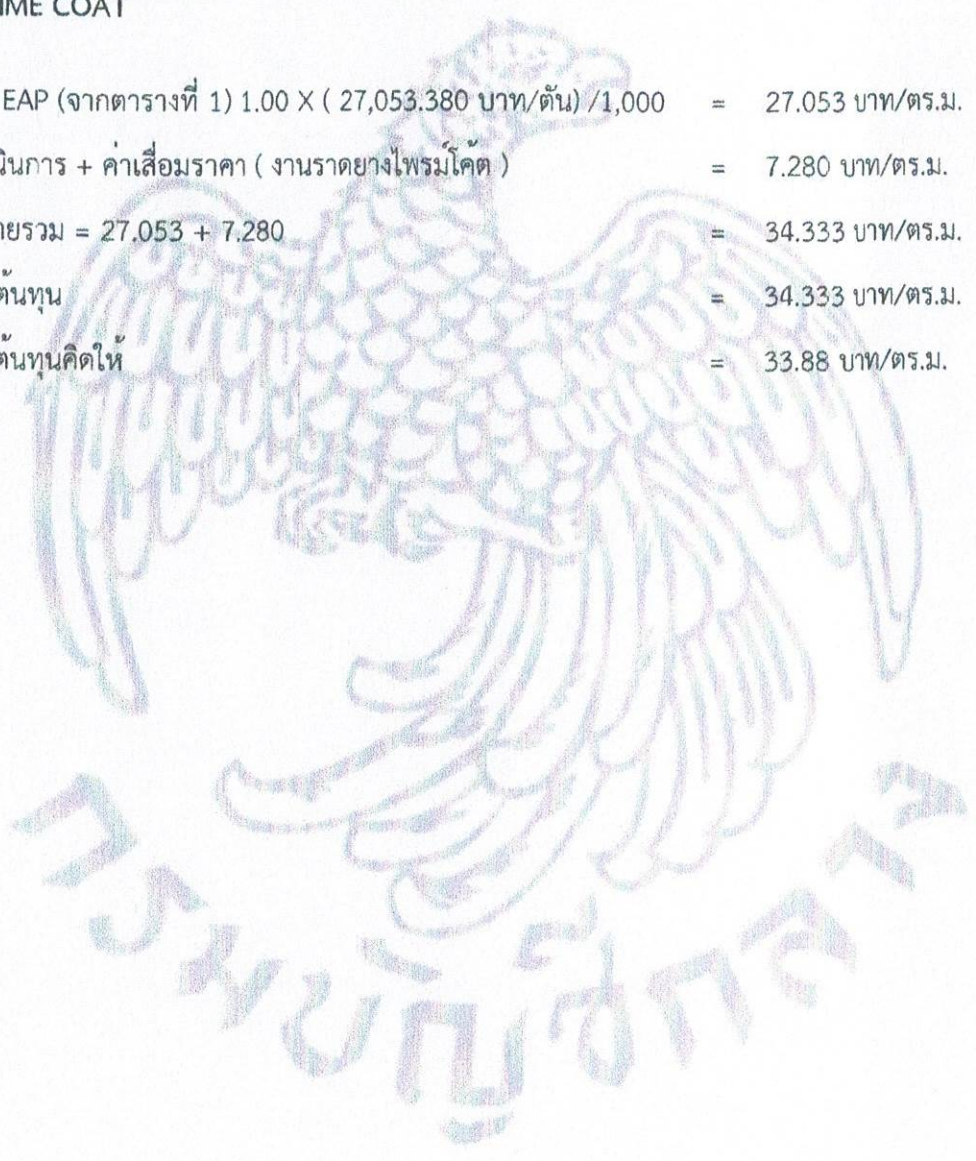 IME COAT
EAP (จากตารางที่ 1) 1.00 X ( 27,053.380 บาท/ตัน) /1,000 = 27.053 บาท/ตร.ม.
นินการ + ค่าเสื่อมราคา ( งานราดยางไพรม์โค้ต ) = 7.280 บาท/ตร.ม.
ายรวม = 27.053 + 7.280 = 34.333 บาท/ตร.ม.
ต้นทุน = 34.333 บาท/ตร.ม.
ต้นทุนคิดให้ = 33.88 บาท/ตร.ม.
กรมบัญชีกลาง